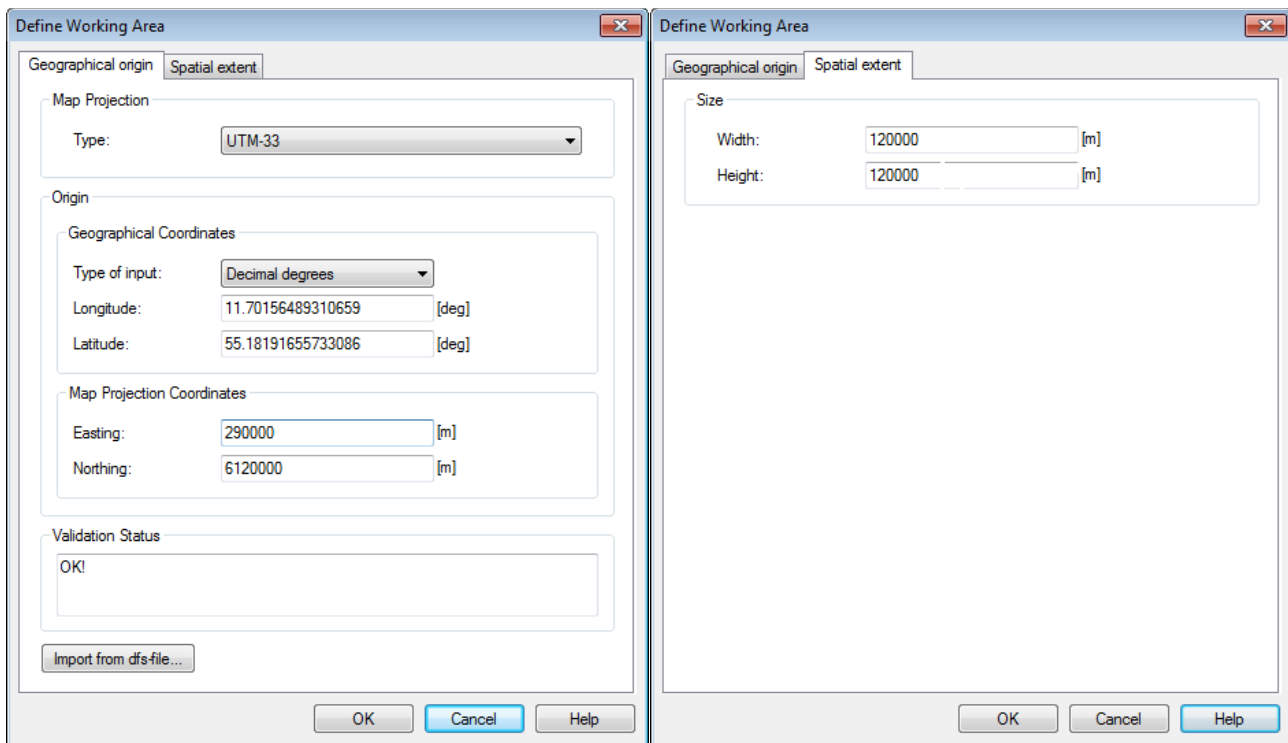 Define Working Area
Geographical origin Spatial extent
Map Projection
Type: UTM-33
Origin
Geographical Coordinates
Type of input: Decimal degrees
Longitude: 11.70156489310659 [deg]
Latitude: 55.18191655733086 [deg]
Map Projection Coordinates
Easting: 290000 [m]
Northing: 6120000 [m]
Validation Status
OK!
Import from dfs-file...
OK Cancel Help
Define Working Area
Geographical origin Spatial extent
Size
Width: 120000 [m]
Height: 120000 [m]
OK Cancel Help